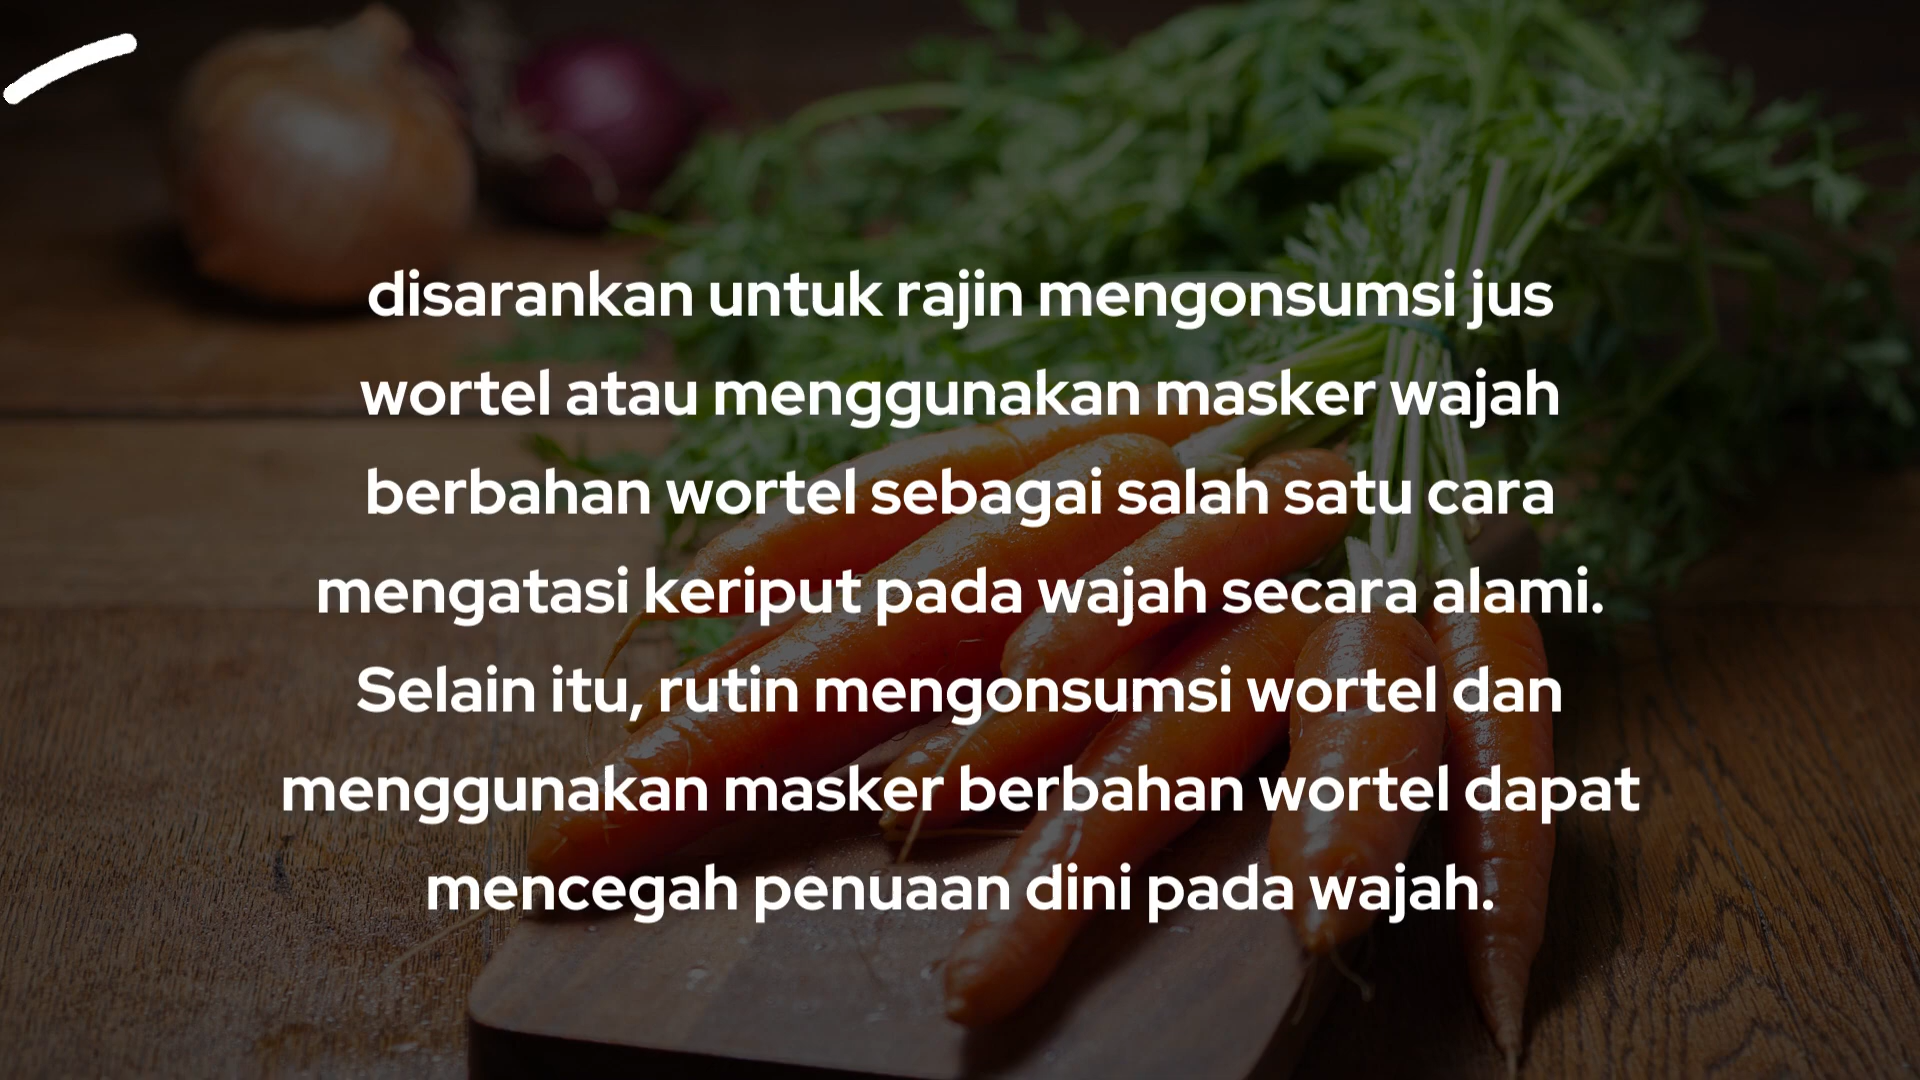 disarankan untuk rajin mengonsumsi jus
wortel atau menggunakan masker wajah
berbahan wortel sebagai salah satu cara
mengatasi keriput pada wajah secara alami.
Selain itu, rutin mengonsumsi wortel dan
menggunakan masker berbahan wortel dapat
mencegah penuaan dini pada wajah.